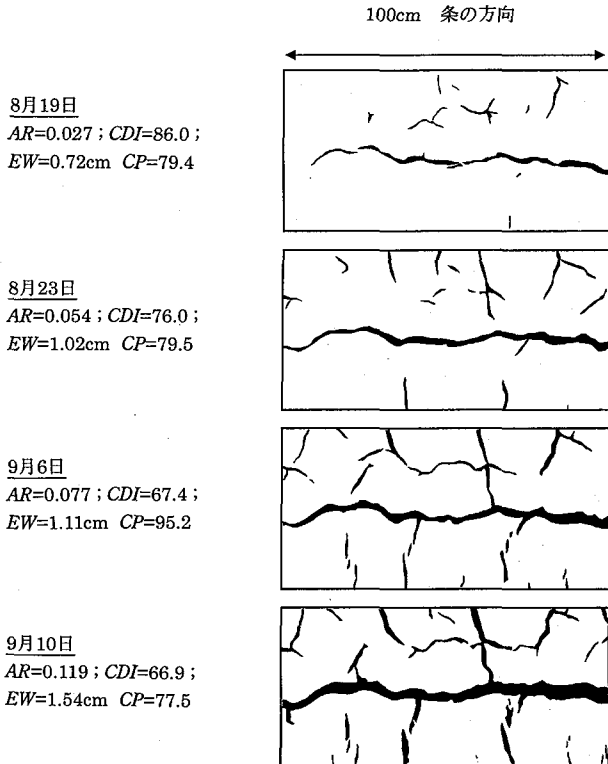 100cm 条の方向
8月19日
AR=0.027 ; CDI=86.0 ;
EW=0.72cm CP=79.4
8月23日
AR=0.054 ; CDI=76.0 ;
EW=1.02cm CP=79.5
9月6日
AR=0.077 ; CDI=67.4 ;
EW=1.11cm CP=95.2
9月10日
AR=0.119 ; CDI=66.9 ;
EW=1.54cm CP=77.5